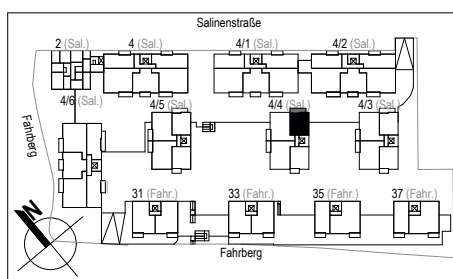 Salinenstraße
2 (Sal.) 4 (Sal.) 4/1 (Sal.) 4/2 (Sal.)
4/6 (Sal.) 4/5 (Sal.) 4/4 (Sal.) 4/3 (Sal.)
Fahrberg
31 (Fahr.) 33 (Fahr.) 35 (Fahr.) 37 (Fahr.)
N
Fahrberg